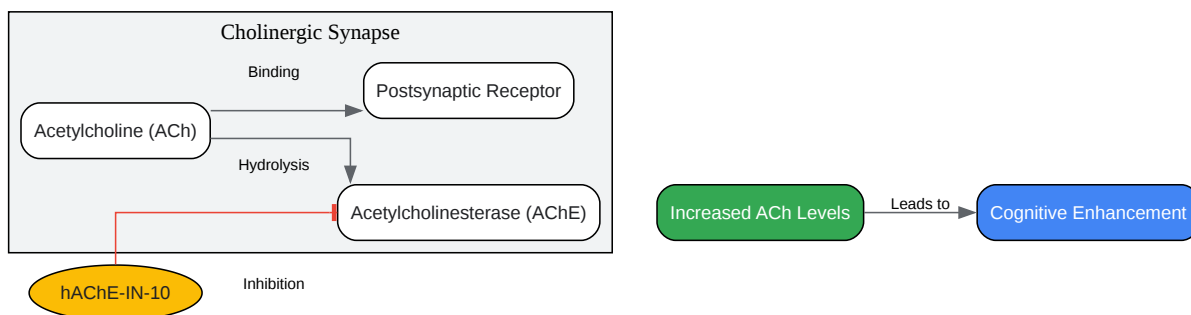 Cholinergic Synapse
Binding
Postsynaptic Receptor
Acetylcholine (ACh)
Hydrolysis
Acetylcholinesterase (AChE)
Increased ACh Levels
Leads to
Cognitive Enhancement
Inhibition
hAChE-IN-10